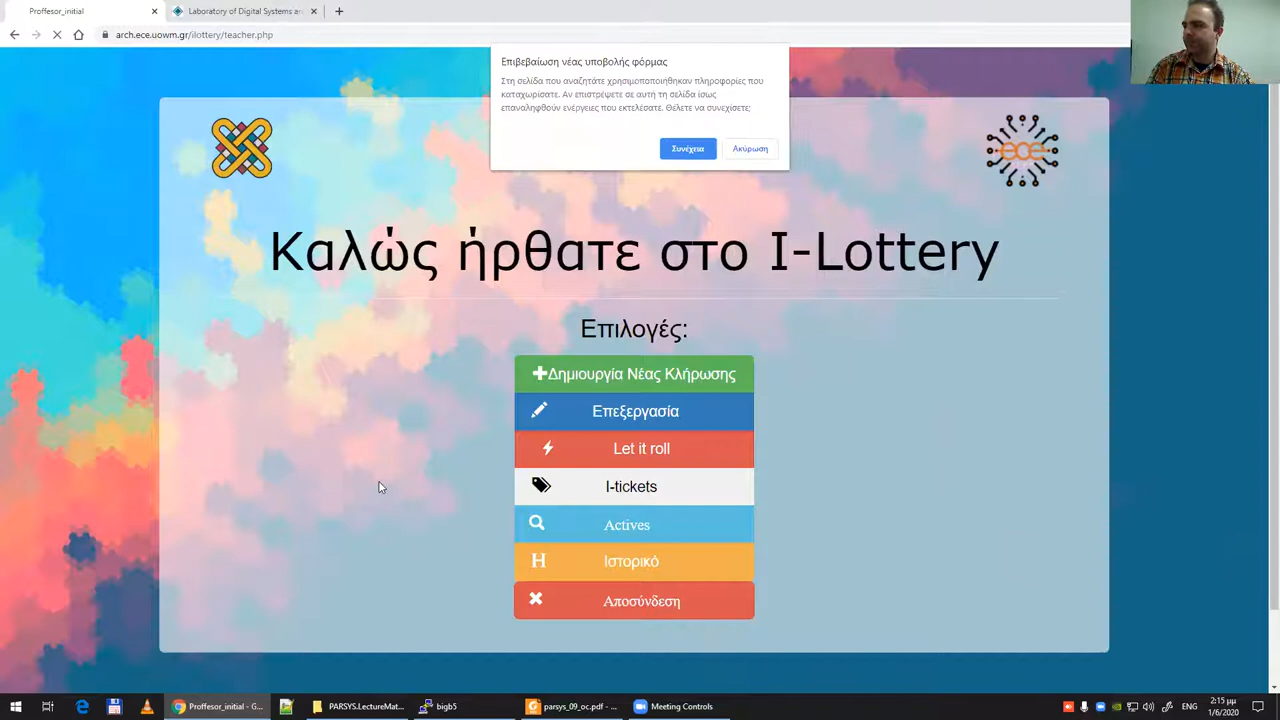 Proffesor_initial
Laboratory of Digital Systems an
arch.ece.uowm.gr/ilottery/teacher.php
Επιβεβαίωση νέας υποβολής φόρμας
Στη σελίδα που αναζητάτε χρησιμοποιήθηκαν πληροφορίες που
καταχωρίσατε. Αν επιστρέψετε σε αυτή τη σελίδα ίσως
επαναληφθούν ενέργειες που εκτελέσατε. Θέλετε να συνεχίσετε;
Συνέχεια
Ακύρωση
ece
Καλώς ήρθατε στο I-Lottery
Επιλογές:
Δημιουργία Νέας Κλήρωσης
Επεξεργασία
Let it roll
I-tickets
Actives
H Ιστορικό
Αποσύνδεση
Proffesor_initial - G...
PARSYS.LectureMat...
bigb5
parsys_09_oc.pdf - ...
Meeting Controls
ENG
2:15 μμ
1/6/2020